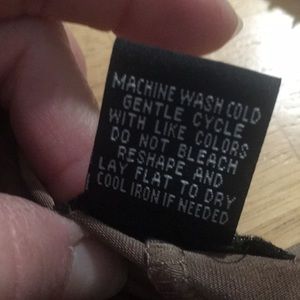 MACHINE WASH COLD
GENTLE CYCLE
WITH LIKE COLORS
DO NOT BLEACH
RESHAPE AND
LAY FLAT TO DRY
COOL IRON IF NEEDED